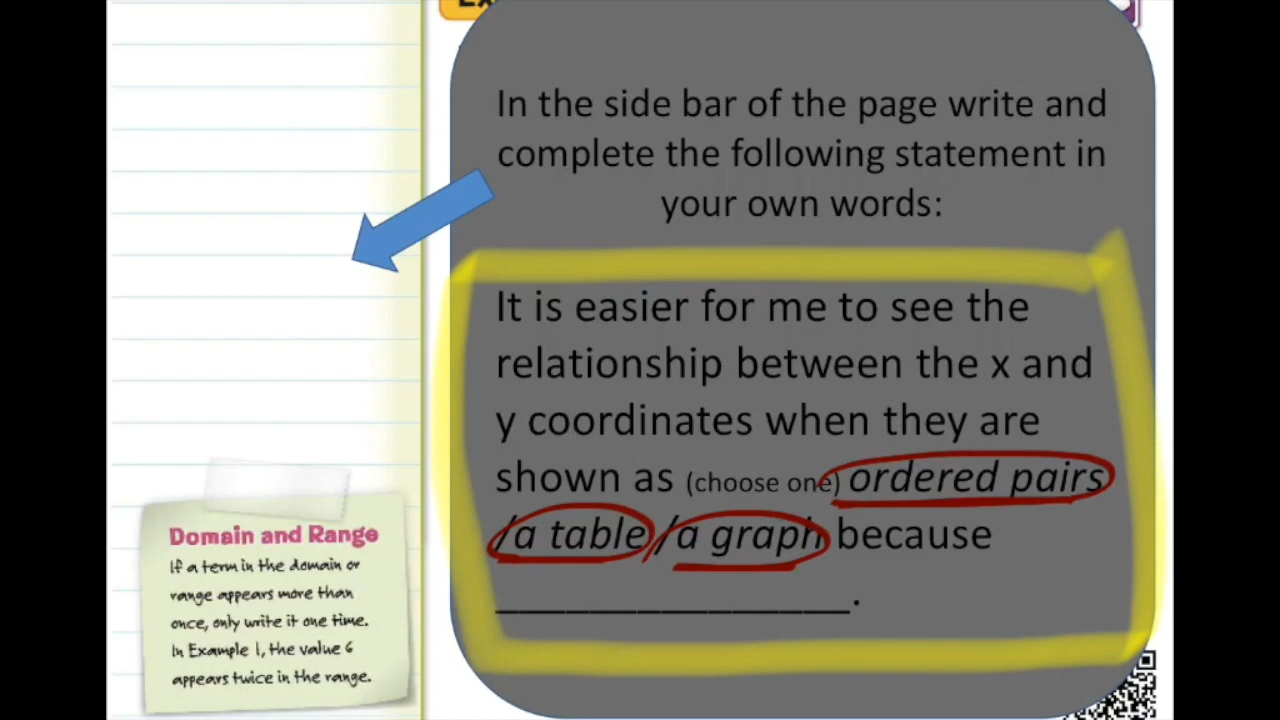 In the side bar of the page write and
complete the following statement in
your own words:
It is easier for me to see the
relationship between the x and
y coordinates when they are
shown as (choose one) ordered pairs
/a table /a graph because
_________________.
Domain and Range
If a term in the domain or
range appears more than
once, only write it one time.
In Example 1, the value 6
appears twice in the range.